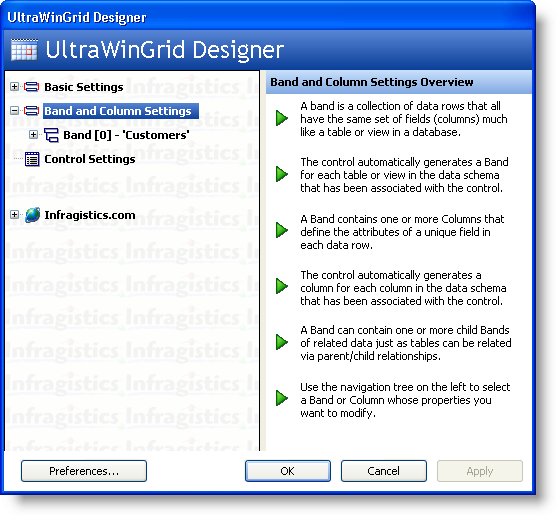 UltraWinGrid Designer
UltraWinGrid Designer
Basic Settings
Band and Column Settings
Band [0] - 'Customers'
Control Settings
Infragistics.com
Band and Column Settings Overview
A band is a collection of data rows that all
have the same set of fields (columns) much
like a table or view in a database.
The control automatically generates a Band
for each table or view in the data schema
that has been associated with the control.
A Band contains one or more Columns that
define the attributes of a unique field in
each data row.
The control automatically generates a
column for each column in the data schema
that has been associated with the control.
A Band can contain one or more child Bands
of related data just as tables can be related
via parent/child relationships.
Use the navigation tree on the left to select
a Band or Column whose properties you
want to modify.
Preferences...
OK
Cancel
Apply